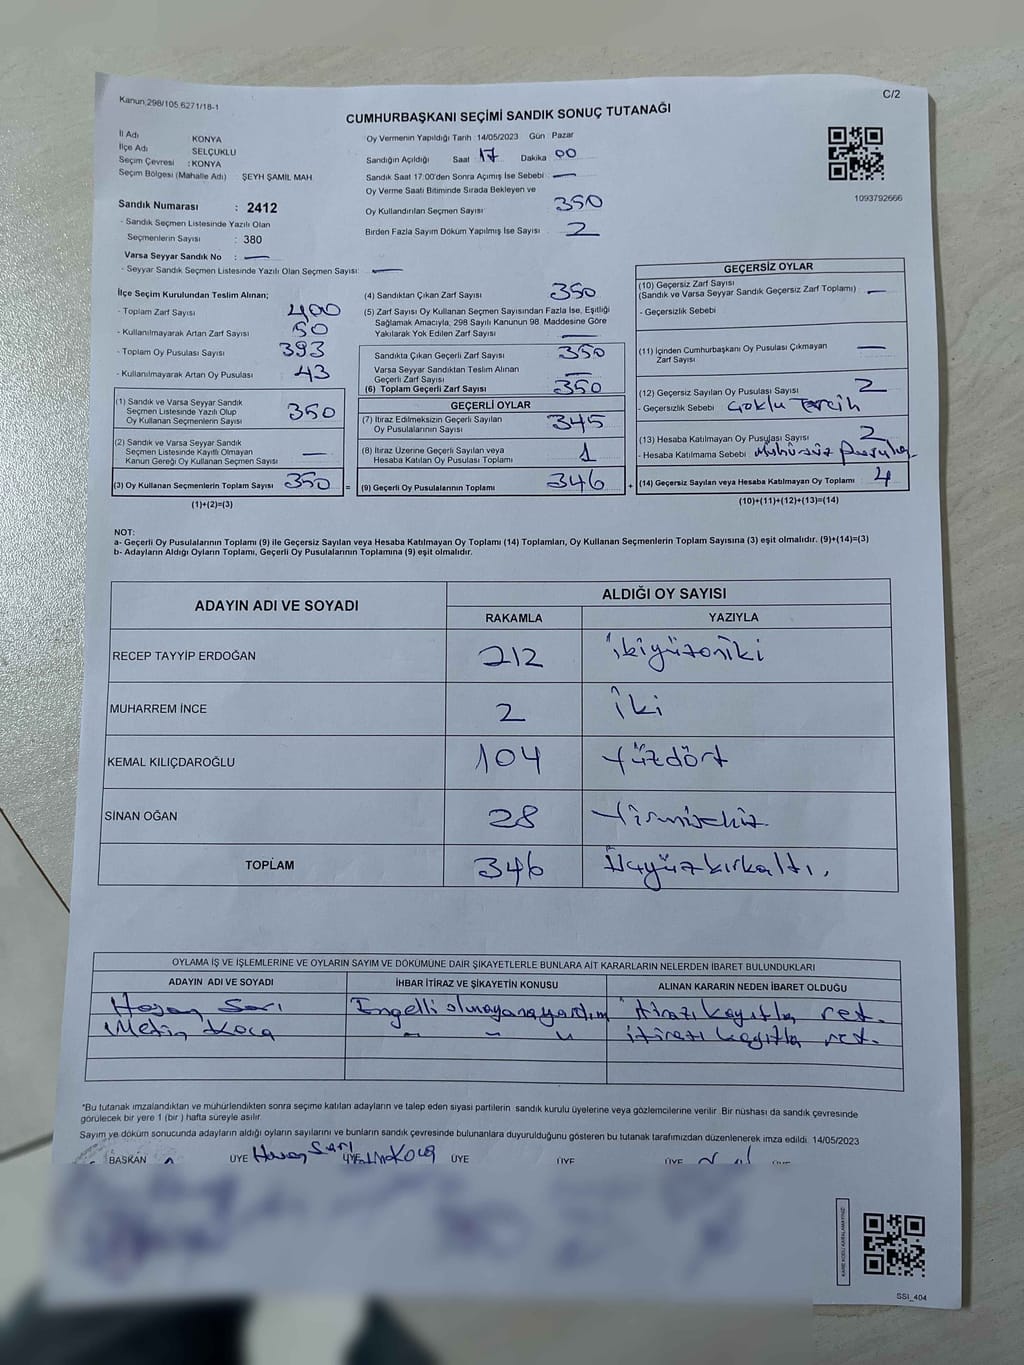 Kanun 298/105 6271/18-1
C/2
CUMHURBAŞKANI SEÇİMİ SANDIK SONUÇ TUTANAĞI
İl Adı : KONYA
İlçe Adı : SELÇUKLU
Seçim Çevresi : KONYA
Seçim Bölgesi (Mahalle Adı) ŞEYH ŞAMİL MAH
Sandık Numarası : 2412
- Sandık Seçmen Listesinde Yazılı Olan
Seçmenlerin Sayısı : 380
Varsa Seyyar Sandık No : —
- Seyyar Sandık Seçmen Listesinde Yazılı Olan Seçmen Sayısı: —
Oy Vermenin Yapıldığı Tarih : 14/05/2023 Gün : Pazar
Sandığın Açıldığı Saat 17 Dakika 00
Sandık Saat 17:00'den Sonra Açımış İse Sebebi : —
Oy Verme Saati Bitiminde Sırada Bekleyen ve
Oy Kullandırılan Seçmen Sayısı: 350
Birden Fazla Sayım Döküm Yapılmış İse Sayısı : 2
1093792666
İlçe Seçim Kurulundan Teslim Alınan;
- Toplam Zarf Sayısı 400
- Kullanılmayarak Artan Zarf Sayısı 50
- Toplam Oy Pusulası Sayısı 393
- Kullanılmayarak Artan Oy Pusulası 43
(1) Sandık ve Varsa Seyyar Sandık
Seçmen Listesinde Yazılı Olup
Oy Kullanan Seçmenlerin Sayısı 350
(2) Sandık ve Varsa Seyyar Sandık
Seçmen Listesinde Kayıtlı Olmayan
Kanun Gereği Oy Kullanan Seçmen Sayısı —
(3) Oy Kullanan Seçmenlerin Toplam Sayısı 350 =
(1)+(2)=(3)
(4) Sandıktan Çıkan Zarf Sayısı 350
(5) Zarf Sayısı Oy Kullanan Seçmen Sayısından Fazla İse, Eşitliği
Sağlamak Amacıyla, 298 Sayılı Kanunun 98. Maddesine Göre
Yakılarak Yok Edilen Zarf Sayısı —
Sandıkta Çıkan Geçerli Zarf Sayısı 350
Varsa Seyyar Sandıktan Teslim Alınan
Geçerli Zarf Sayısı —
(6) Toplam Geçerli Zarf Sayısı 350
GEÇERLİ OYLAR
(7) İtiraz Edilmeksizin Geçerli Sayılan
Oy Pusulalarının Sayısı 345
(8) İtiraz Üzerine Geçerli Sayılan veya
Hesaba Katılan Oy Pusulası Toplamı 1
(9) Geçerli Oy Pusulalarının Toplamı 346 +
GEÇERSİZ OYLAR
(10) Geçersiz Zarf Sayısı
(Sandık ve Varsa Seyyar Sandık Geçersiz Zarf Toplamı) : —
- Geçersizlik Sebebi
(11) İçinden Cumhurbaşkanı Oy Pusulası Çıkmayan
Zarf Sayısı —
(12) Geçersiz Sayılan Oy Pusulası Sayısı 2
- Geçersizlik Sebebi : Çoklu Tercih
(13) Hesaba Katılmayan Oy Pusulası Sayısı 2
- Hesaba Katılmama Sebebi : Mühürsüz Pusula
(14) Geçersiz Sayılan veya Hesaba Katılmayan Oy Toplamı 4
(10)+(11)+(12)+(13)=(14)
NOT:
a- Geçerli Oy Pusulalarının Toplamı (9) ile Geçersiz Sayılan veya Hesaba Katılmayan Oy Toplamı (14) Toplamları, Oy Kullanan Seçmenlerin Toplam Sayısına (3) eşit olmalıdır. (9)+(14)=(3)
b- Adayların Aldığı Oyların Toplamı, Geçerli Oy Pusulalarının Toplamına (9) eşit olmalıdır.
ADAYIN ADI VE SOYADI ALDIĞI OY SAYISI
RAKAMLA YAZIYLA
RECEP TAYYİP ERDOĞAN 212 İkiyüzoniki
MUHARREM İNCE 2 İki
KEMAL KILIÇDAROĞLU 104 Yüzdört
SİNAN OĞAN 28 Yirmisekiz
TOPLAM 346 Üçyüzkırkaltı.
OYLAMA İŞ VE İŞLEMLERİNE VE OYLARIN SAYIM VE DÖKÜMÜNE DAİR ŞİKAYETLERLE BUNLARA AİT KARARLARIN NELERDEN İBARET BULUNDUKLARI
ADAYIN ADI VE SOYADI İHBAR İTİRAZ VE ŞİKAYETİN KONUSU ALINAN KARARIN NEDEN İBARET OLDUĞU
Hasan Sarı Engelli olmayana yardım İtirazı kayıtla ret.
Metin Koca " " " itirazı kayıtla ret.
*Bu tutanak imzalandıktan ve mühürlendikten sonra seçime katılan adayların ve talep eden siyasi partilerin sandık kurulu üyelerine veya gözlemcilerine verilir. Bir nüshası da sandık çevresinde
görülecek bir yere 1 (bir) hafta süreyle asılır.
Sayım ve döküm sonucunda adayların aldığı oyların sayılarını ve bunların sandık çevresinde bulunanlara duyurulduğunu gösteren bu tutanak tarafımızdan düzenlenerek imza edildi. 14/05/2023
BAŞKAN ÜYE Hasan Sarı ÜYE Koca ÜYE ÜYE ÜYE ÜYE
KARE KODU KARALAMAYINIZ!
SSI_404